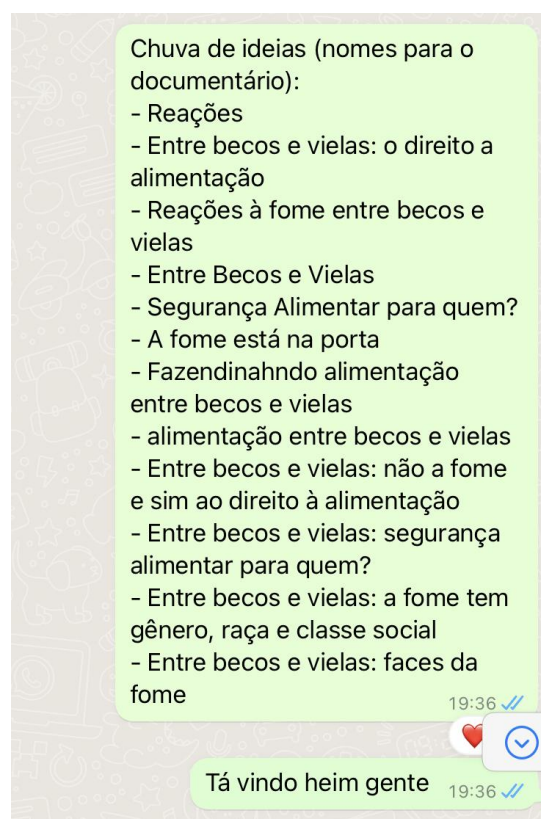 Chuva de ideias (nomes para o
documentário):
- Reações
- Entre becos e vielas: o direito a
alimentação
- Reações à fome entre becos e
vielas
- Entre Becos e Vielas
- Segurança Alimentar para quem?
- A fome está na porta
- Fazendinahndo alimentação
entre becos e vielas
- alimentação entre becos e vielas
- Entre becos e vielas: não a fome
e sim ao direito à alimentação
- Entre becos e vielas: segurança
alimentar para quem?
- Entre becos e vielas: a fome tem
gênero, raça e classe social
- Entre becos e vielas: faces da
fome
19:36
Tá vindo heim gente
19:36